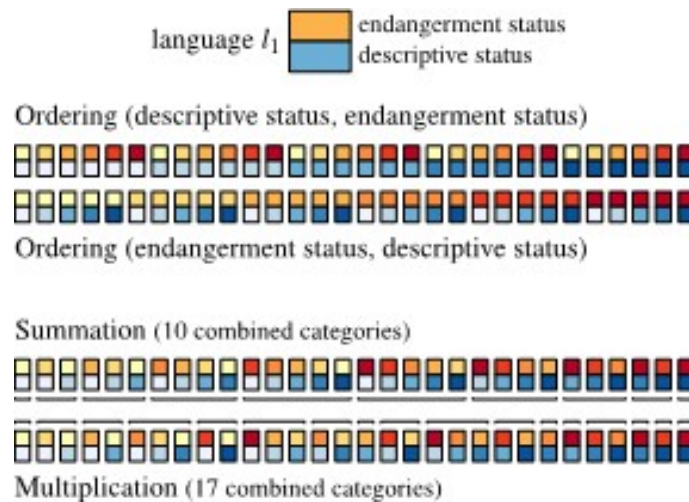 language l₁
endangerment status
descriptive status
Ordering (descriptive status, endangerment status)
Ordering (endangerment status, descriptive status)
Summation (10 combined categories)
Multiplication (17 combined categories)